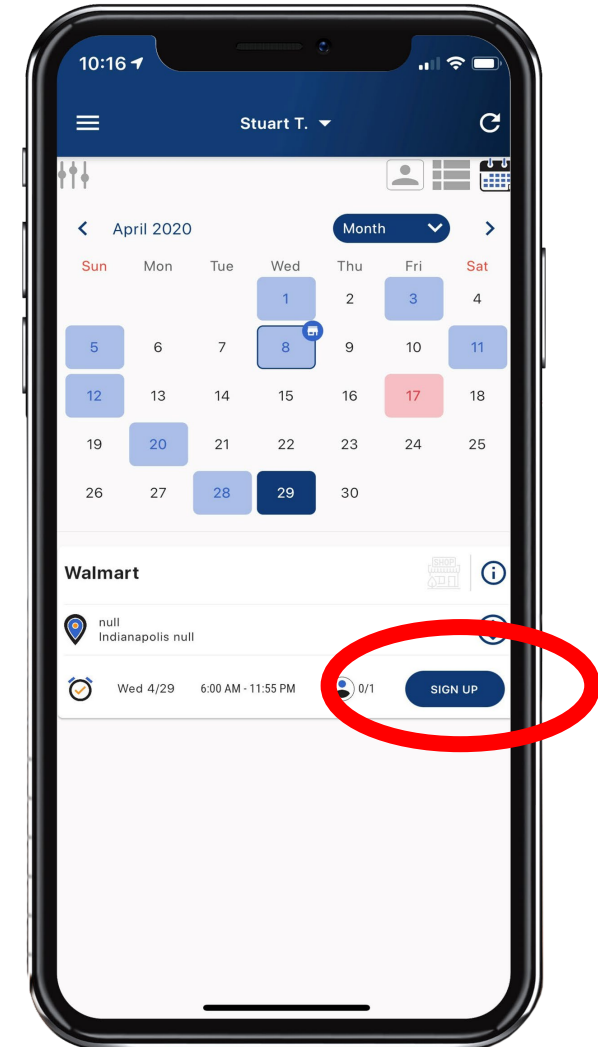 10:16
Stuart T.
April 2020 Month
Sun Mon Tue Wed Thu Fri Sat
1 2 3 4
5 6 7 8 9 10 11
12 13 14 15 16 17 18
19 20 21 22 23 24 25
26 27 28 29 30
Walmart SHOP
null
Indianapolis null
Wed 4/29 6:00 AM - 11:55 PM 0/1 SIGN UP